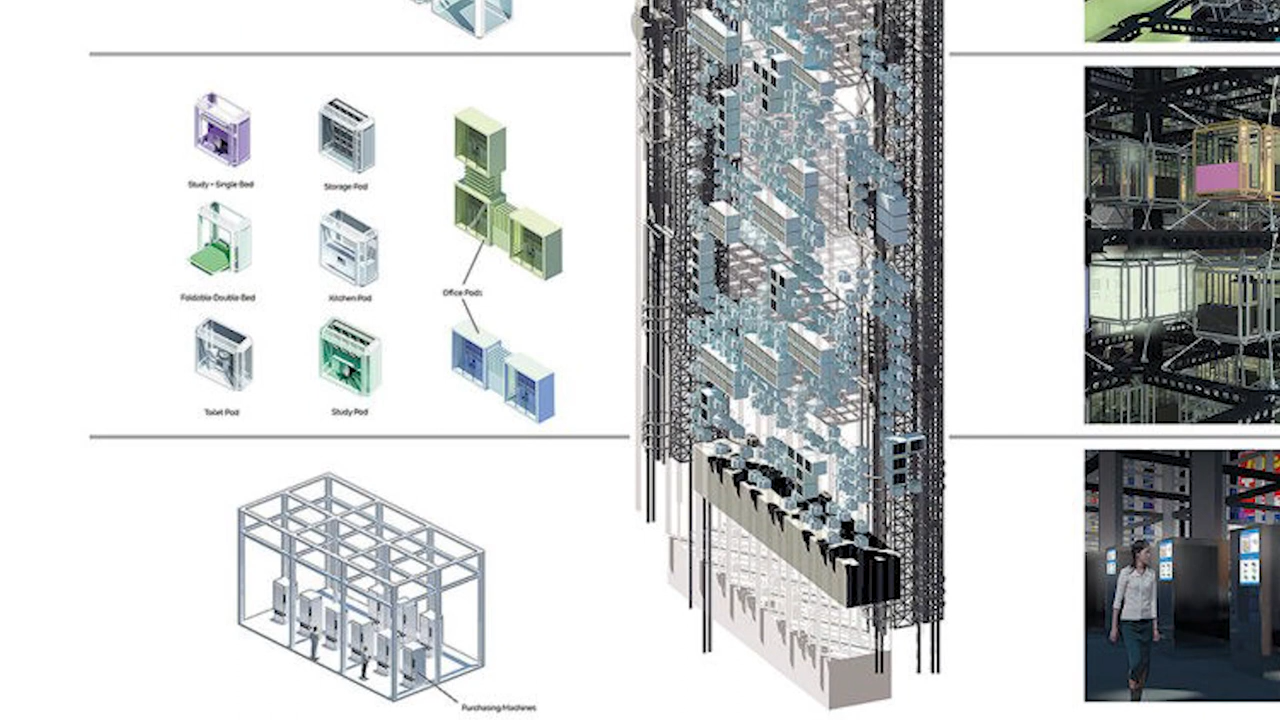 Study + Single Bed
Storage Pod
Foldable Double Bed
Kitchen Pod
Office Pods
Toilet Pod
Study Pod
Purchasing Machines